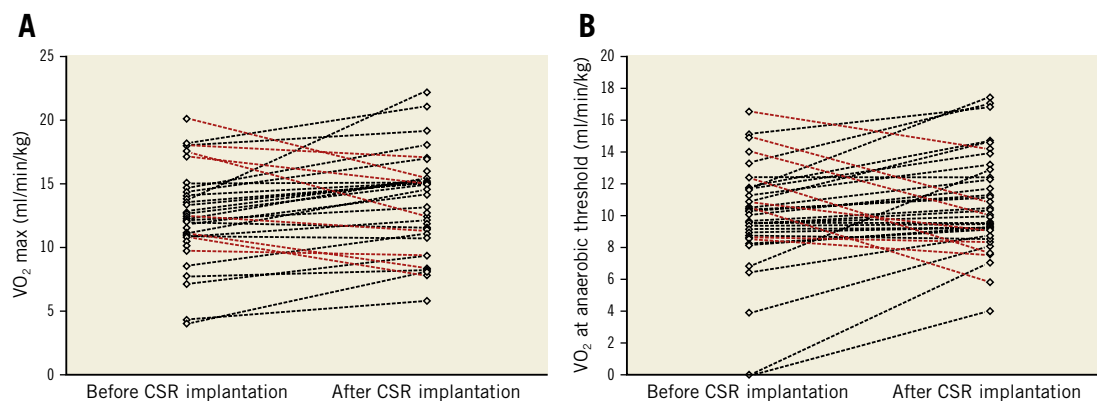 A
VO₂ max (ml/min/kg)
25
20
15
10
5
0
Before CSR implantation
After CSR implantation
B
VO₂ at anaerobic threshold (ml/min/kg)
20
18
16
14
12
10
8
6
4
2
0
Before CSR implantation
After CSR implantation